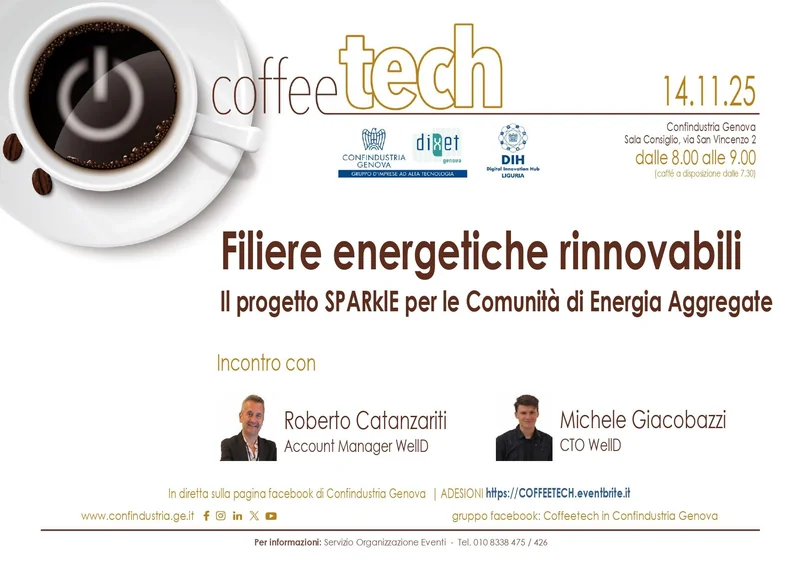 coffeetech
14.11.25
Confindustria Genova
Sala Consiglio, via San Vincenzo 2
dalle 8.00 alle 9.00
(caffé a disposizione dalle 7.30)
CONFINDUSTRIA
GENOVA
GRUPPO D'IMPRESE AD ALTA TECNOLOGIA
dixet
genova
DIH
Digital Innovation Hub
LIGURIA
Filiere energetiche rinnovabili
Il progetto SPARkIE per le Comunità di Energia Aggregate
Incontro con
Roberto Catanzariti
Account Manager WellD
Michele Giacobazzi
CTO WellD
In diretta sulla pagina facebook di Confindustria Genova | ADESIONI https://COFFEETECH.eventbrite.it
www.confindustria.ge.it
gruppo facebook: Coffeetech in Confindustria Genova
Per informazioni: Servizio Organizzazione Eventi - Tel. 010 8338 475 / 426